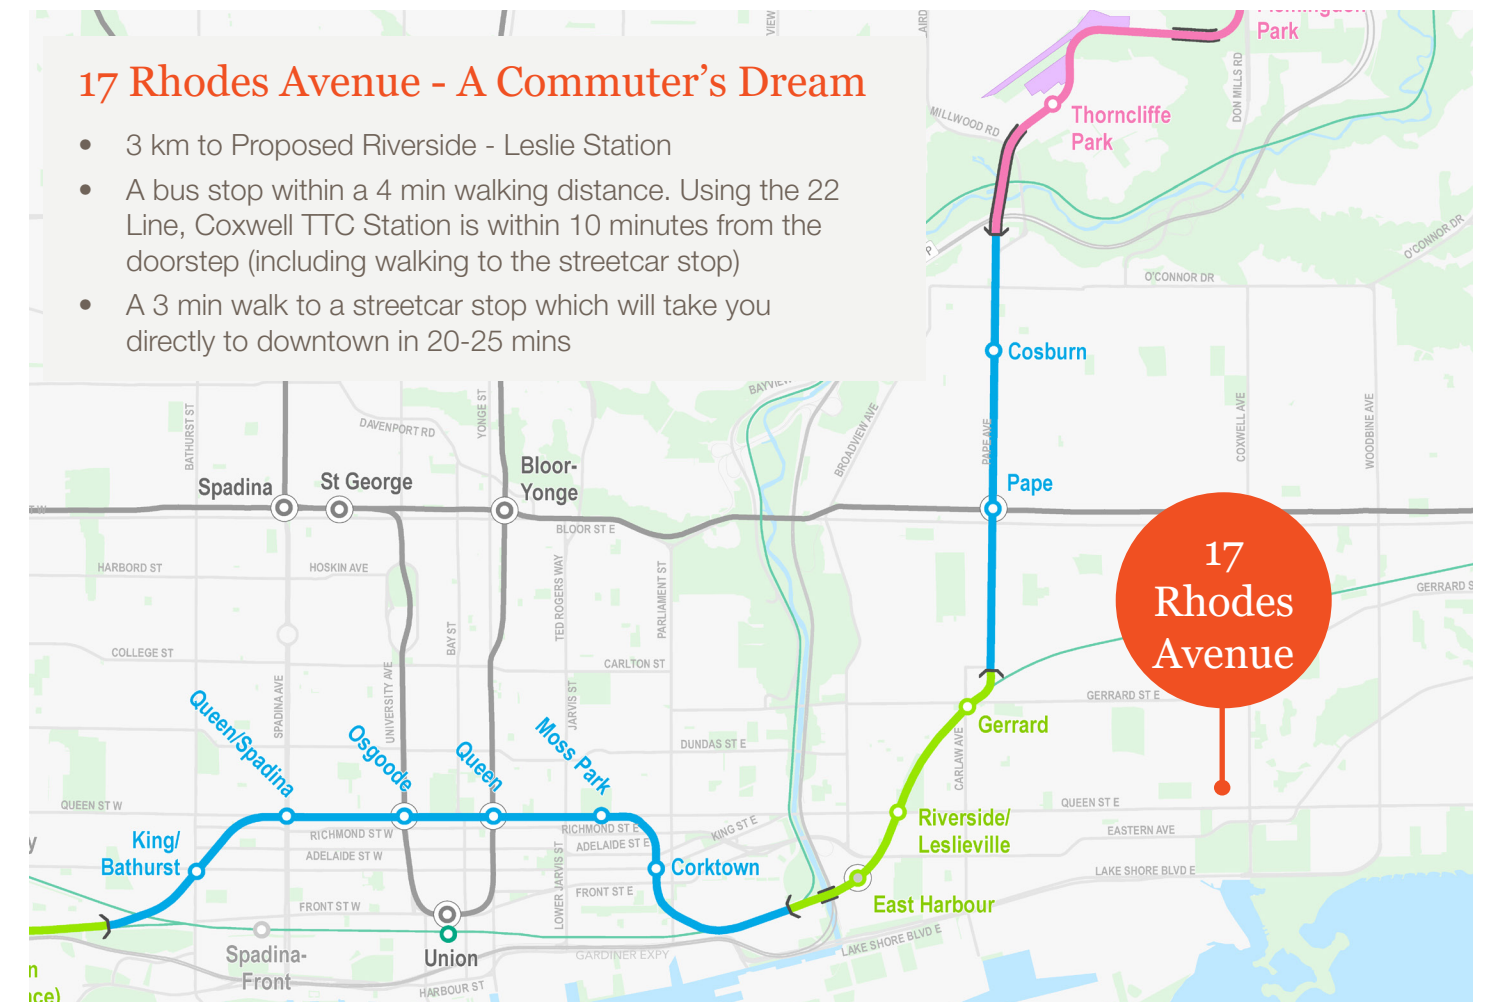 17 Rhodes Avenue - A Commuter's Dream
• 3 km to Proposed Riverside - Leslie Station
• A bus stop within a 4 min walking distance. Using the 22
Line, Coxwell TTC Station is within 10 minutes from the
doorstep (including walking to the streetcar stop)
• A 3 min walk to a streetcar stop which will take you
directly to downtown in 20-25 mins
Park
DON MILLS RD
MILLWOOD RD
Thorncliffe
Park
O'CONNOR DR
O'CONNOR DR
Cosburn
BATHURST ST
DAVENPORT RD
YONGE ST
BROADVIEW AVE
PAPE AVE
COXWELL AVE
WOODBINE AVE
Spadina
St George
Bloor-
Yonge
Pape
BLOOR ST E
17
Rhodes
Avenue
HARBORD ST
HOSKIN AVE
TED ROGERS WAY
PARLIAMENT ST
GERRARD S
COLLEGE ST
BAY ST
CARLTON ST
SPADINA AVE
UNIVERSITY AVE
JARVIS ST
GERRARD ST E
Gerrard
Queen/Spadina
Osgoode
Queen
Moss Park
DUNDAS ST E
CARLAW AVE
QUEEN ST W
QUEEN ST E
King/
Bathurst
RICHMOND ST W
RICHMOND ST E
KING ST E
Riverside/
Leslieville
EASTERN AVE
ADELAIDE ST W
ADELAIDE ST E
Corktown
LAKE SHORE BLVD E
FRONT ST W
LOWER JARVIS ST
FRONT ST E
East Harbour
Spadina-
Front
Union
GARDINER EXPY
LAKE SHORE BLVD E
HARBOUR ST